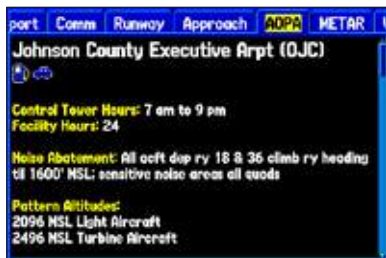 port Comm Runway Approach AOPA METAR
Johnson County Executive Arpt (OJC)
Control Tower Hours: 7 am to 9 pm
Facility Hours: 24
Noise Abatement: All acft dep ry 18 & 36 climb ry heading
til 1600' MSL; sensitive noise areas all quads
Pattern Altitudes:
2096 MSL Light Aircraft
2496 MSL Turbine Aircraft